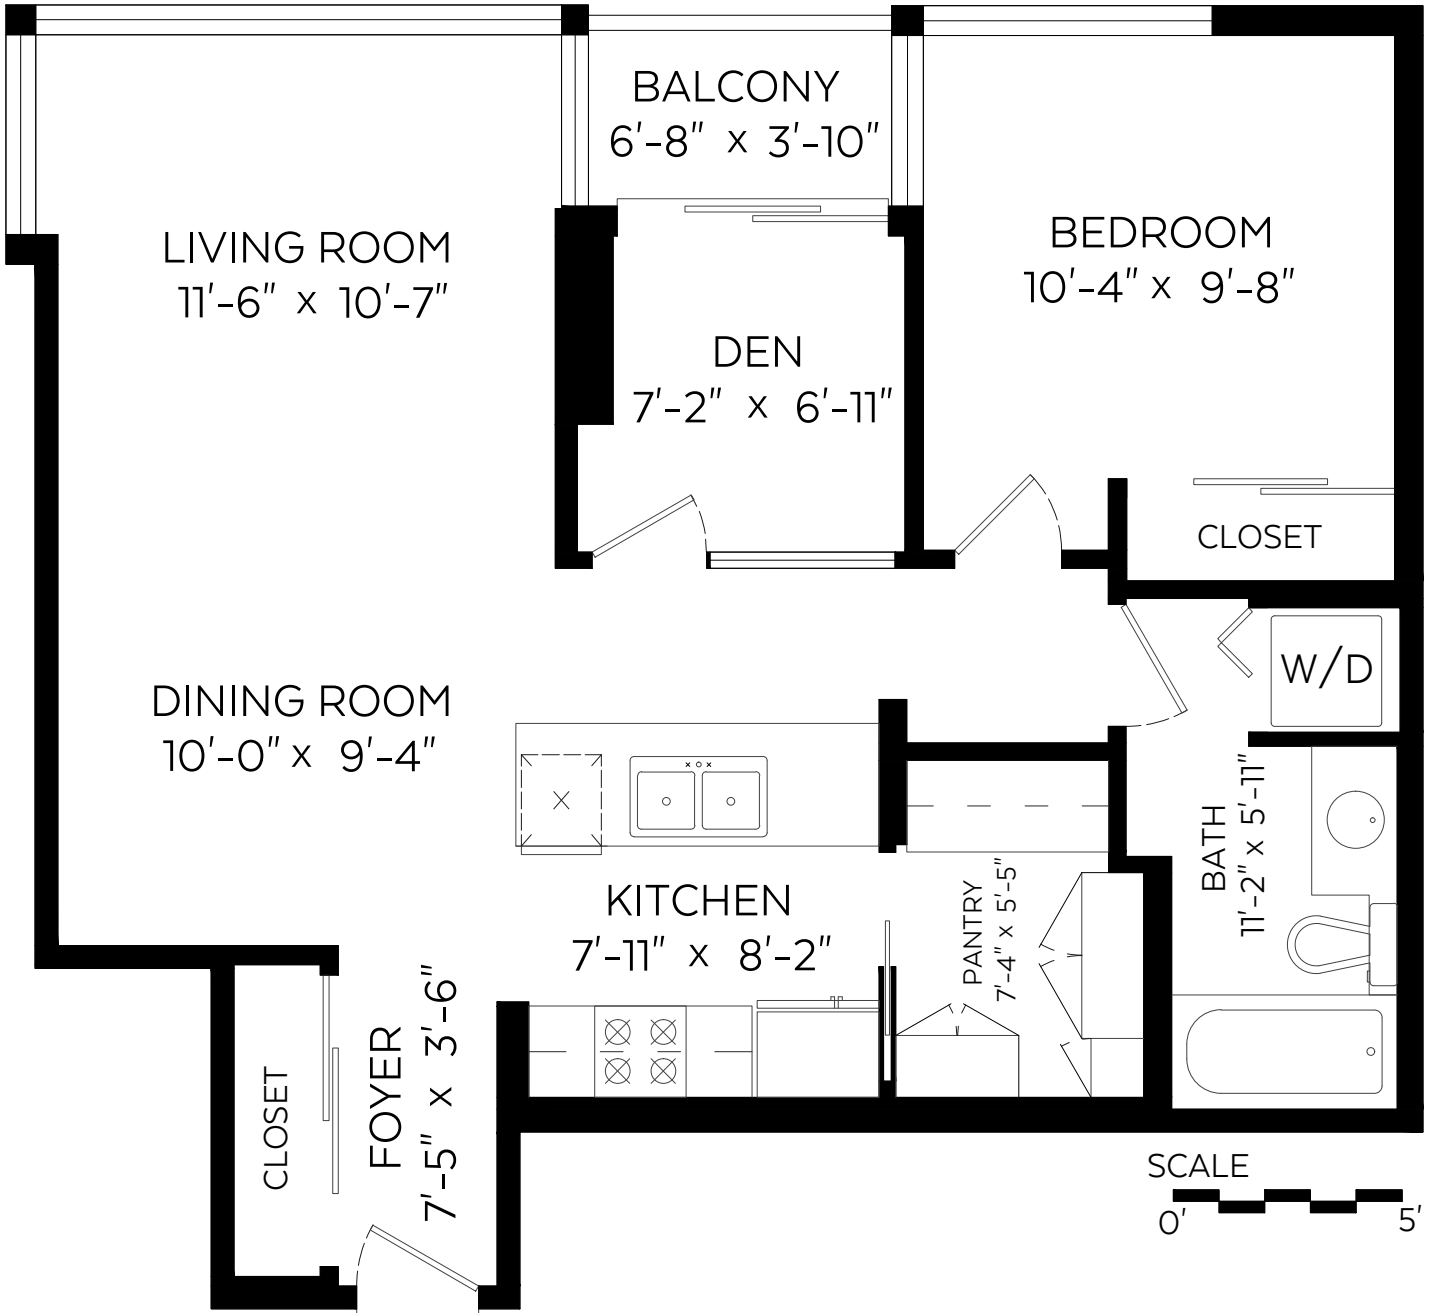 BALCONY
6'-8" x 3'-10"
LIVING ROOM
11'-6" x 10'-7"
BEDROOM
10'-4" x 9'-8"
DEN
7'-2" x 6'-11"
CLOSET
W/D
DINING ROOM
10'-0" x 9'-4"
BATH
11'-2" x 5'-11"
KITCHEN
7'-11" x 8'-2"
PANTRY
7'-4" x 5'-5"
FOYER
7'-5" x 3'-6"
CLOSET
SCALE
0' 5'